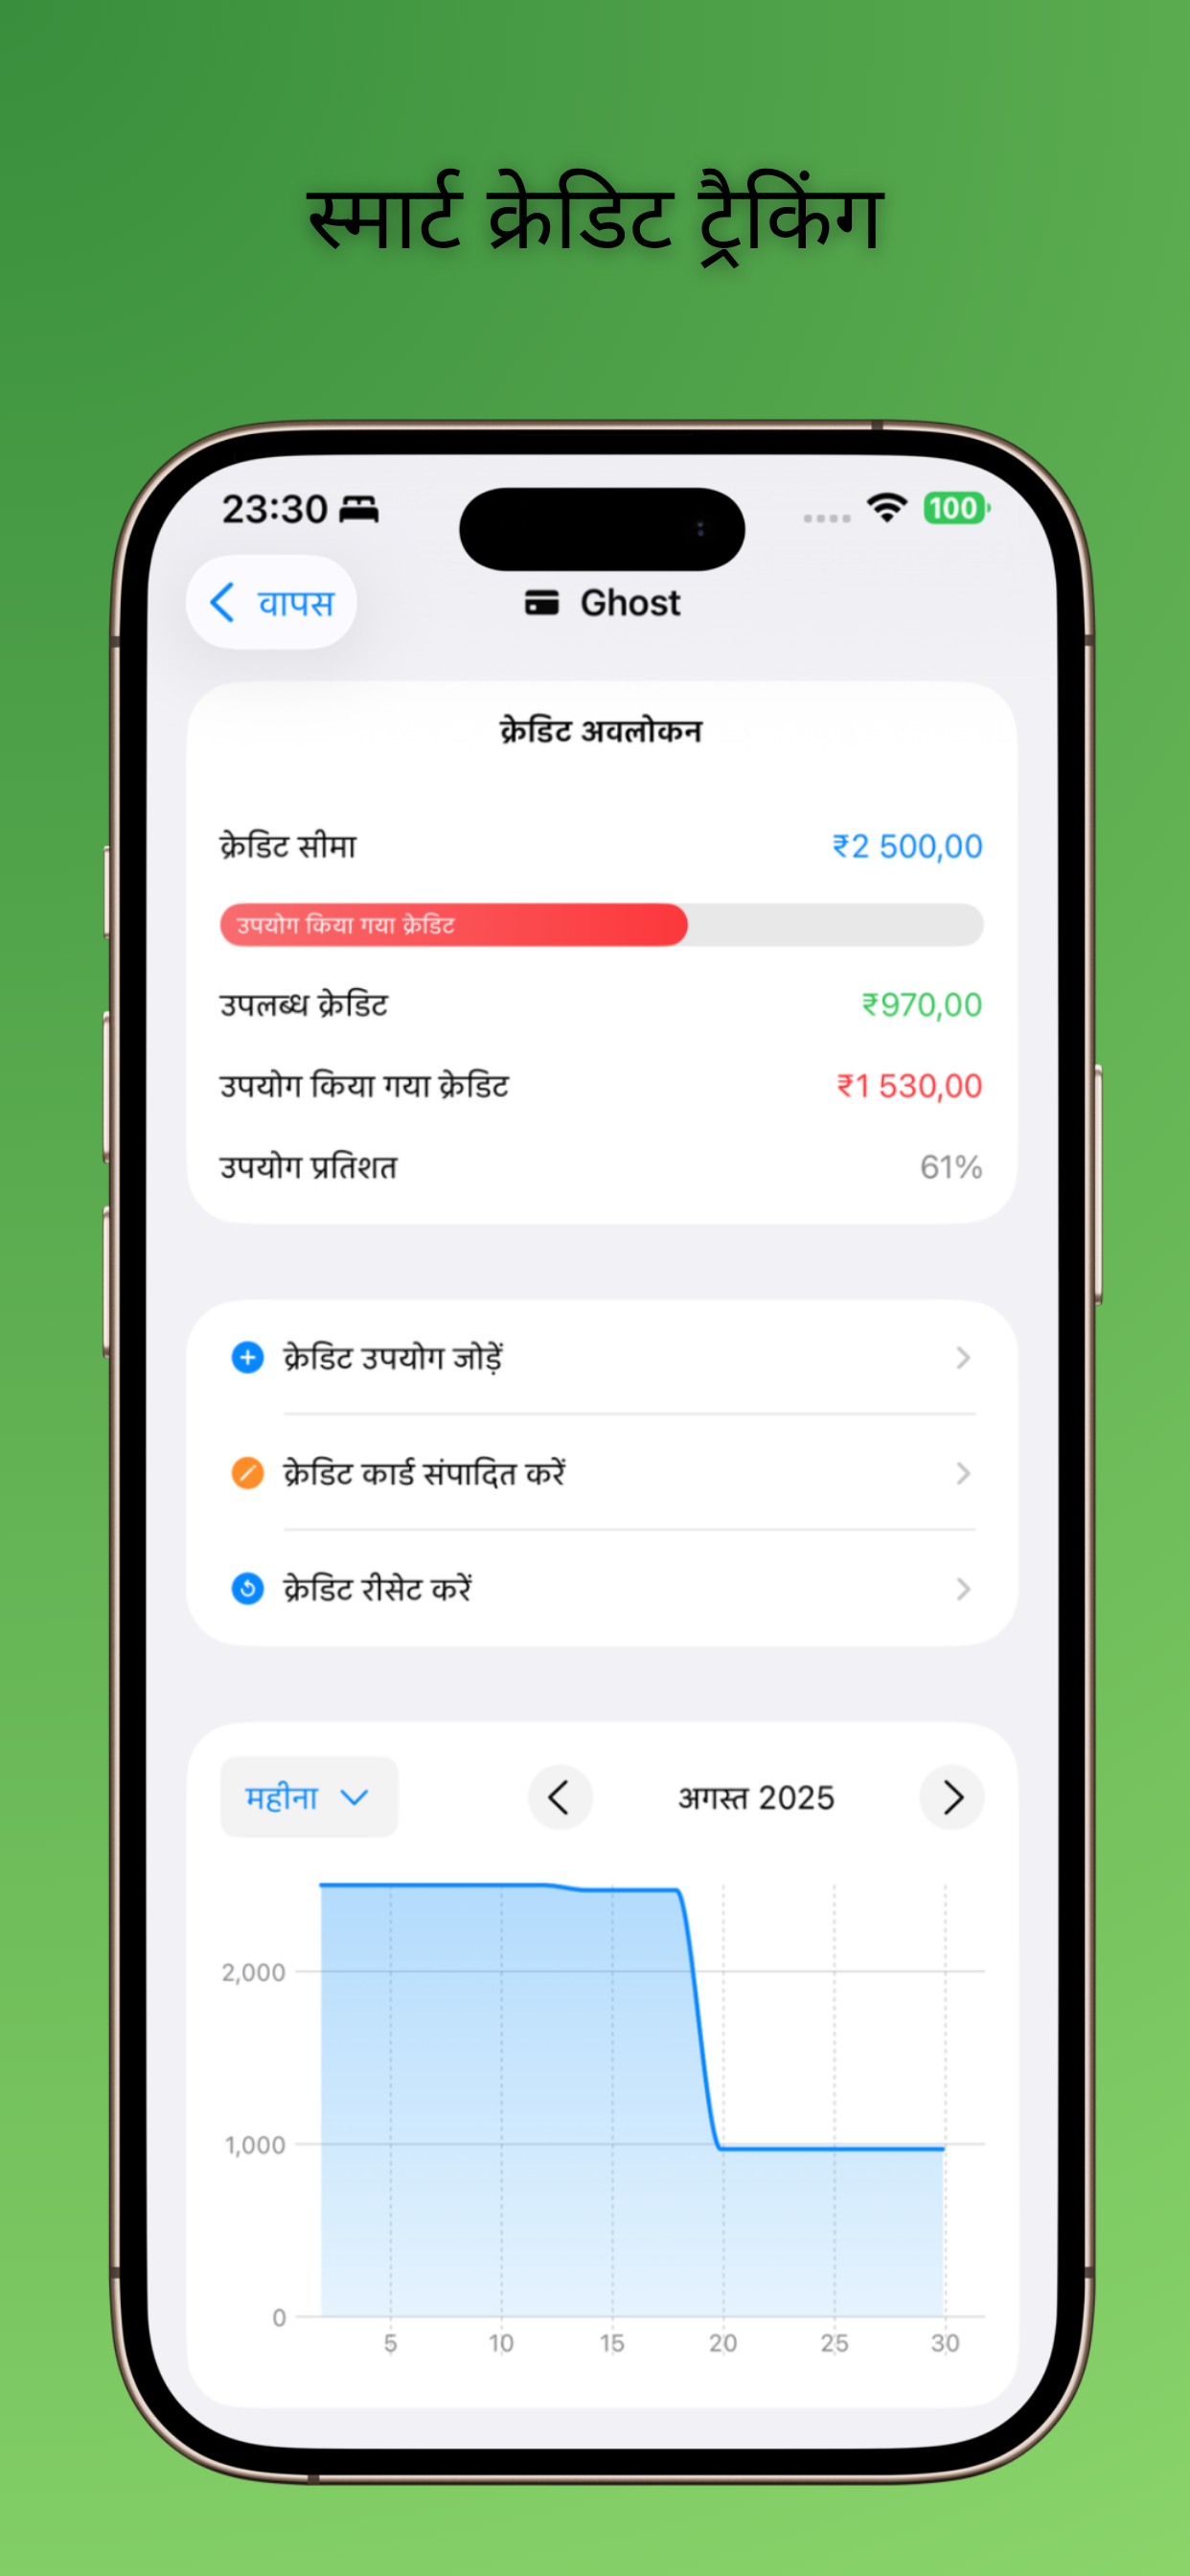 स्मार्ट क्रेडिट ट्रैकिंग
23:30
100
वापस
Ghost
क्रेडिट अवलोकन
क्रेडिट सीमा ₹2 500,00
उपयोग किया गया क्रेडिट
उपलब्ध क्रेडिट ₹970,00
उपयोग किया गया क्रेडिट ₹1 530,00
उपयोग प्रतिशत 61%
क्रेडिट उपयोग जोड़ें
क्रेडिट कार्ड संपादित करें
क्रेडिट रीसेट करें
महीना
अगस्त 2025
2,000
1,000
0
5 10 15 20 25 30